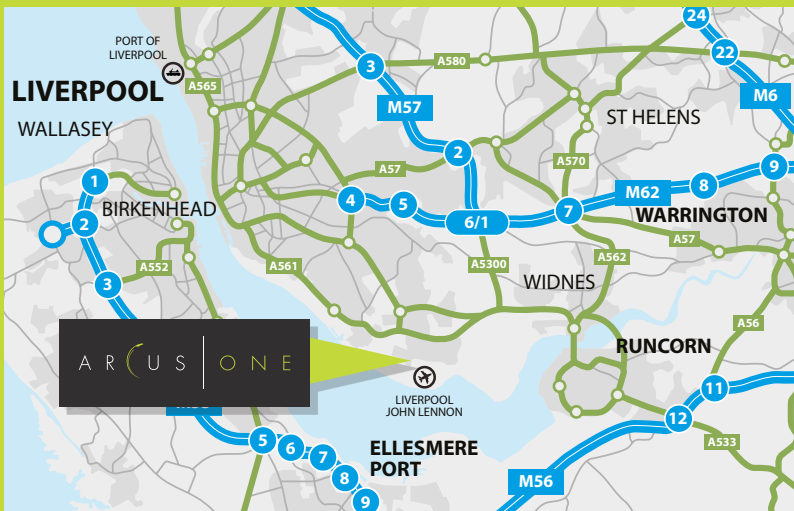 24
PORT OF
LIVERPOOL
22
3
A580
A565
LIVERPOOL
M57
M6
WALLASEY
ST HELENS
2
A57
A570
9
1
M62
8
4
5
BIRKENHEAD
6/1
7
WARRINGTON
2
A57
A552
A561
A5300
A562
3
WIDNES
A56
RUNCORN
ARCUS ONE
LIVERPOOL
JOHN LENNON
11
12
5
6
7
8
9
ELLESMERE
PORT
A533
M56